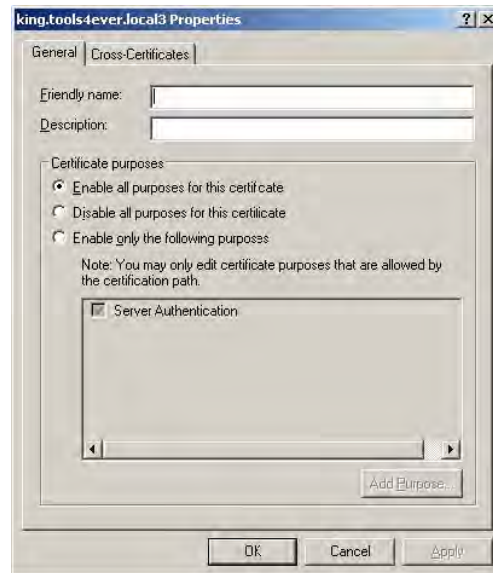 king.tools4ever.local3 Properties
General
Cross-Certificates
Friendly name:
Description:
Certificate purposes
Enable all purposes for this certificate
Disable all purposes for this certificate
Enable only the following purposes
Note: You may only edit certificate purposes that are allowed by
the certification path.
Server Authentication
Add Purpose...
OK
Cancel
Apply